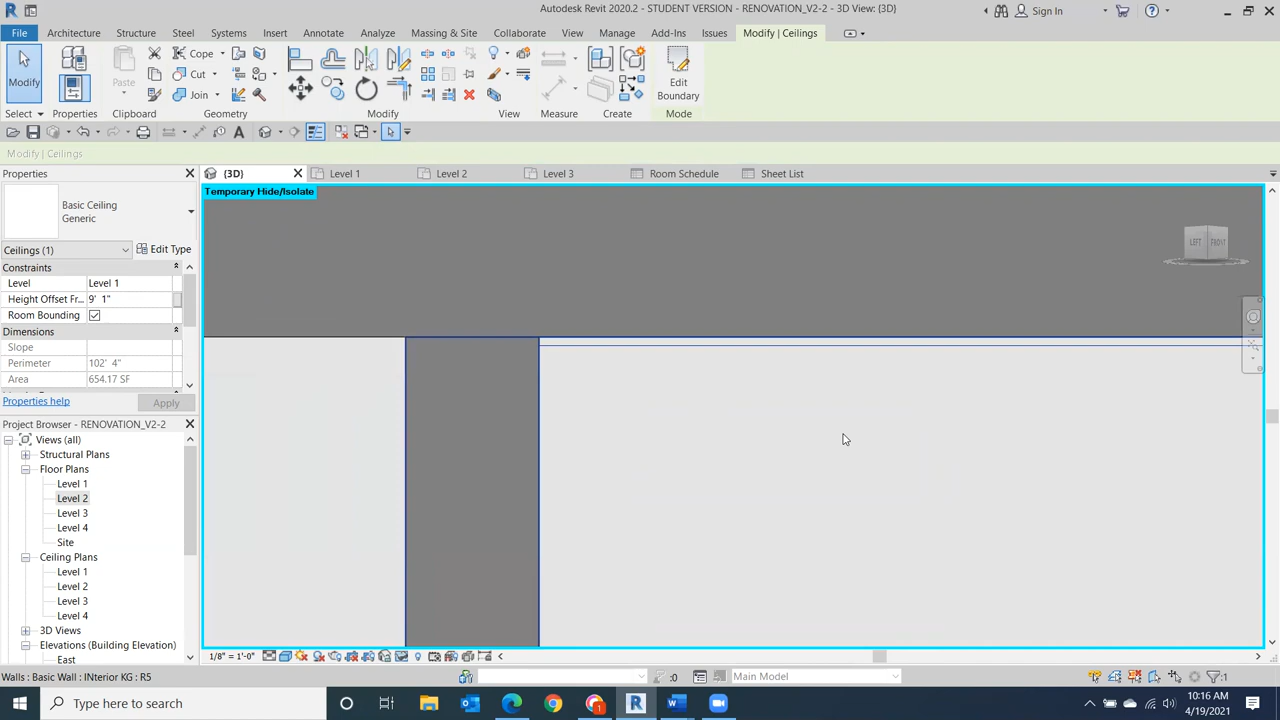 Autodesk Revit 2020.2 - STUDENT VERSION - RENOVATION_V2-2 - 3D View: {3D}
Sign In
File Architecture Structure Steel Systems Insert Annotate Analyze Massing & Site Collaborate View Manage Add-Ins Issues Modify | Ceilings
Modify
Paste
Cope
Cut
Join
Edit
Boundary
Select Properties Clipboard Geometry Modify View Measure Create Mode
Modify | Ceilings
Properties
{3D} Level 1 Level 2 Level 3 Room Schedule Sheet List
Temporary Hide/Isolate
Basic Ceiling
Generic
Ceilings (1) Edit Type
Constraints
Level Level 1
Height Offset Fr... 9' 1"
Room Bounding
Dimensions
Slope
Perimeter 102' 4"
Area 654.17 SF
Properties help Apply
LEFT FRONT
Project Browser - RENOVATION_V2-2
Views (all)
Structural Plans
Floor Plans
Level 1
Level 2
Level 3
Level 4
Site
Ceiling Plans
Level 1
Level 2
Level 3
Level 4
3D Views
Elevations (Building Elevation)
East
1/8" = 1'-0"
Walls: Basic Wall : INterior KG : R5
:0
Main Model
:1
Type here to search
10:16 AM
4/19/2021